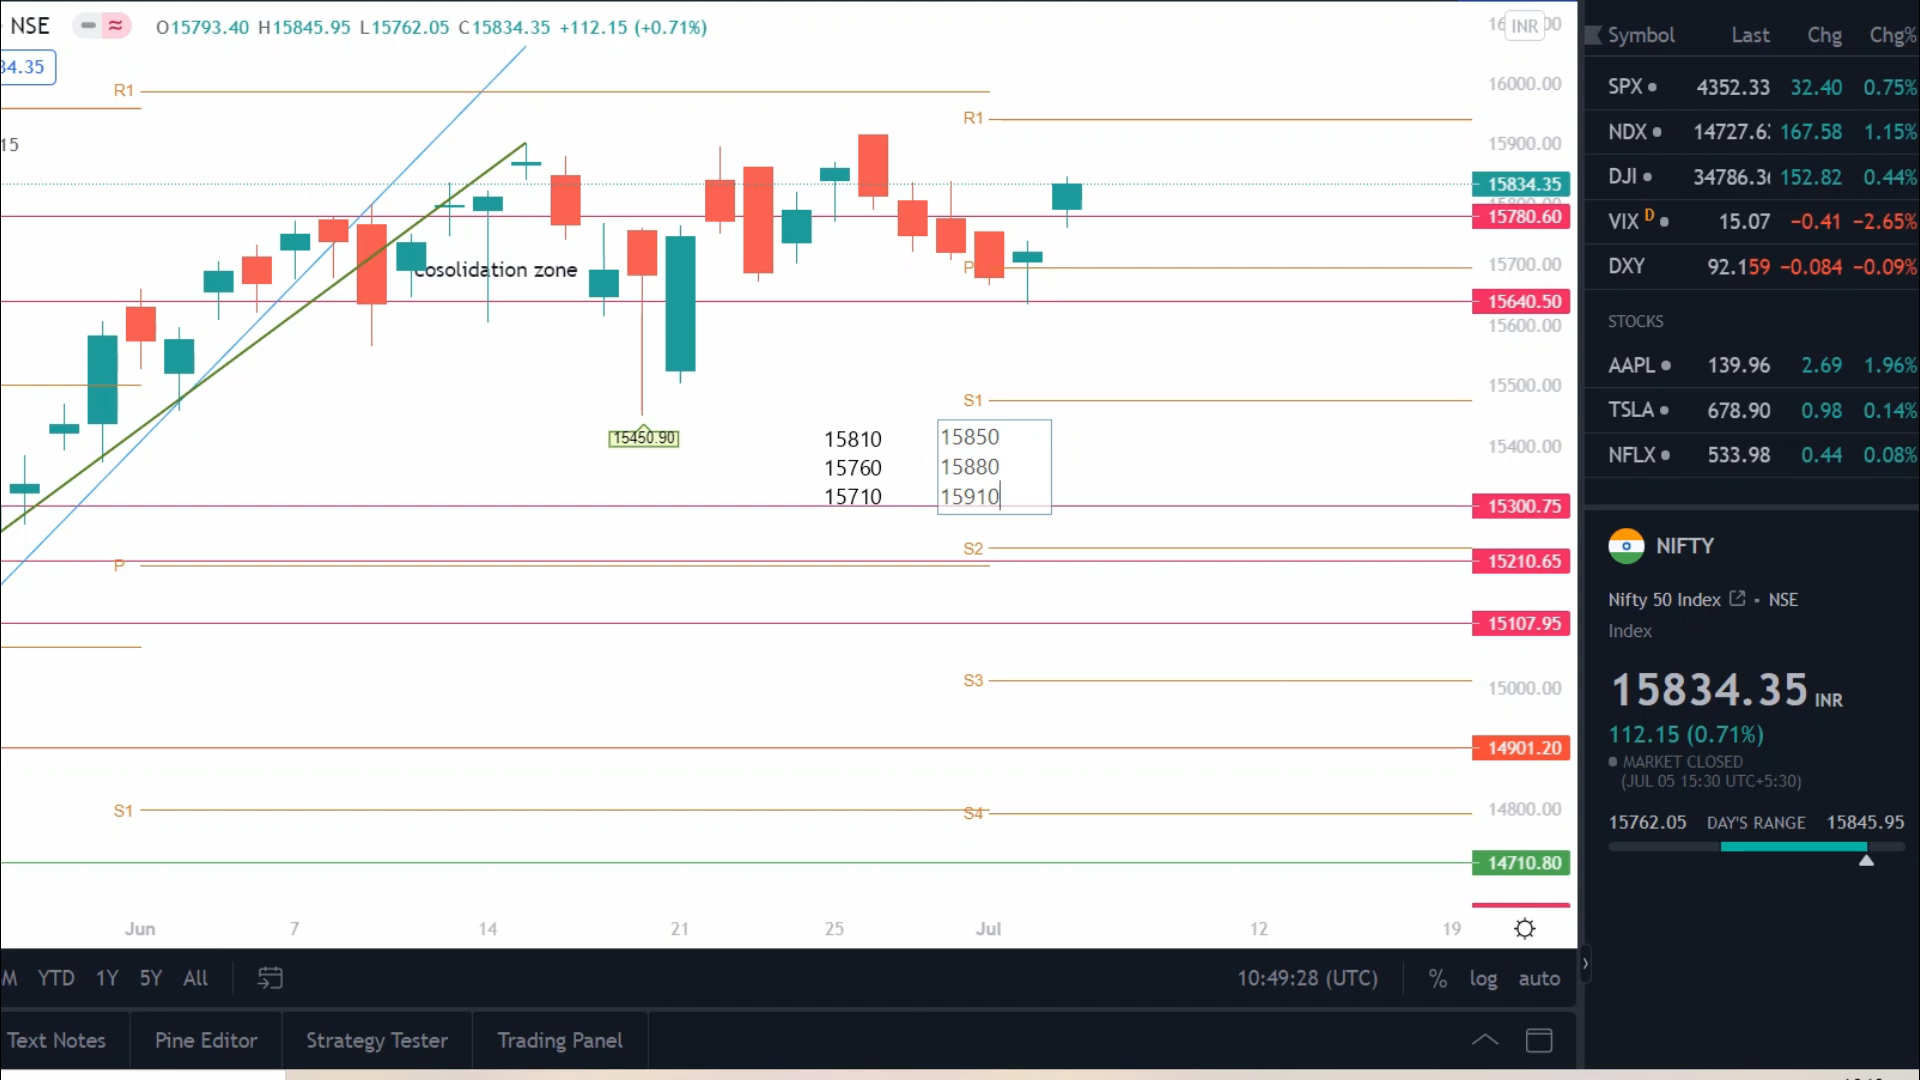 NSE O15793.40 H15845.95 L15762.05 C15834.35 +112.15 (+0.71%)
34.35
15
R1
R1
P
P
cosolidation zone
S1
15450.90
15810 15850
15760 15880
15710 15910
S2
S3
S1
S4
INR
16000.00
15900.00
15834.35
15780.60
15700.00
15640.50
15600.00
15500.00
15400.00
15300.75
15210.65
15107.95
15000.00
14901.20
14800.00
14710.80
Jun 7 14 21 25 Jul 12 19
M YTD 1Y 5Y All 10:49:28 (UTC) % log auto
Text Notes Pine Editor Strategy Tester Trading Panel
Symbol Last Chg Chg%
SPX 4352.33 32.40 0.75%
NDX 14727.6 167.58 1.15%
DJI 34786.3 152.82 0.44%
VIX D 15.07 −0.41 −2.65%
DXY 92.159 −0.084 −0.09%
STOCKS
AAPL 139.96 2.69 1.96%
TSLA 678.90 0.98 0.14%
NFLX 533.98 0.44 0.08%
NIFTY
Nifty 50 Index • NSE
Index
15834.35 INR
112.15 (0.71%)
MARKET CLOSED
(JUL 05 15:30 UTC+5:30)
15762.05 DAY'S RANGE 15845.95